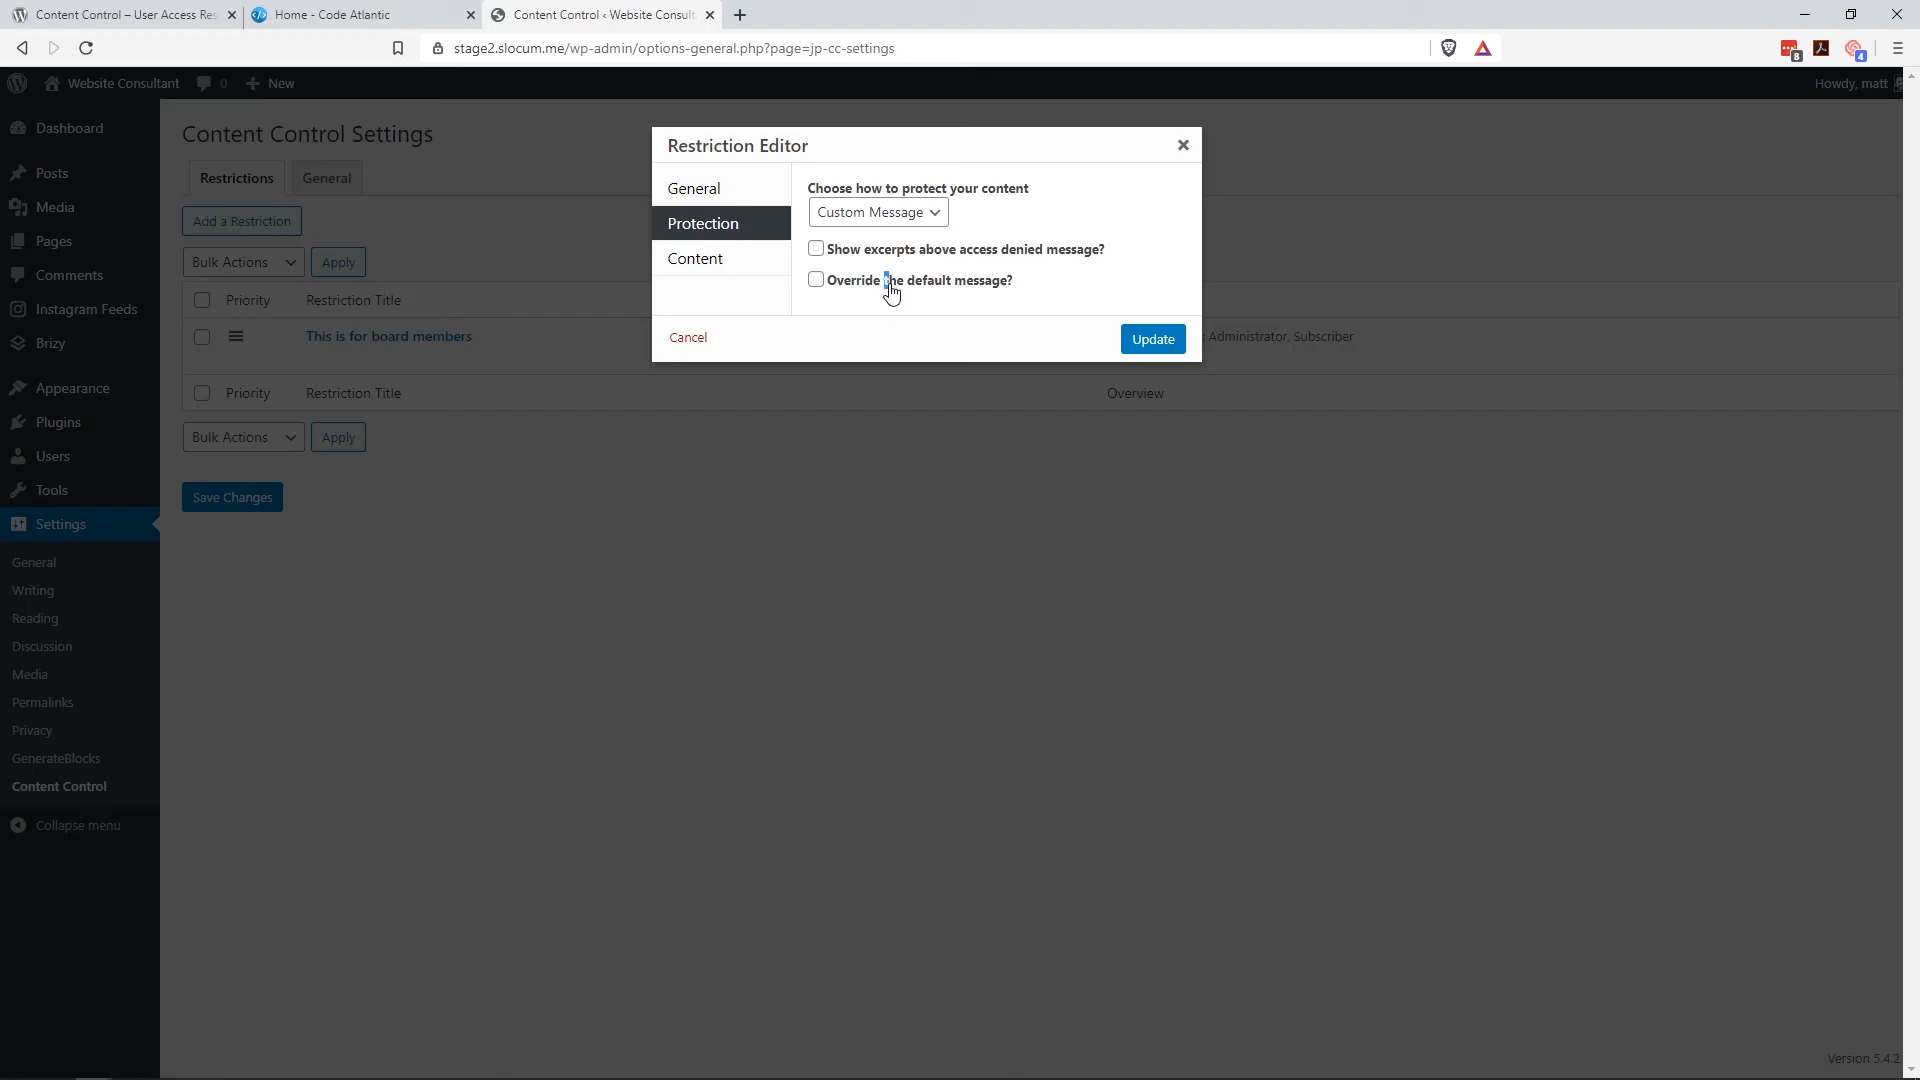 Content Control – User Access Res
Home - Code Atlantic
Content Control ‹ Website Consult
stage2.slocum.me/wp-admin/options-general.php?page=jp-cc-settings
8
4
Website Consultant
0
New
Howdy, matt
Dashboard
Posts
Media
Pages
Comments
Instagram Feeds
Brizy
Appearance
Plugins
Users
Tools
Settings
General
Writing
Reading
Discussion
Media
Permalinks
Privacy
GenerateBlocks
Content Control
Collapse menu
Content Control Settings
Restrictions
General
Add a Restriction
Bulk Actions
Apply
Priority
Restriction Title
This is for board members
Administrator, Subscriber
Priority
Restriction Title
Overview
Bulk Actions
Apply
Save Changes
Restriction Editor
General
Protection
Content
Choose how to protect your content
Custom Message
Show excerpts above access denied message?
Override the default message?
Cancel
Update
Version 5.4.2